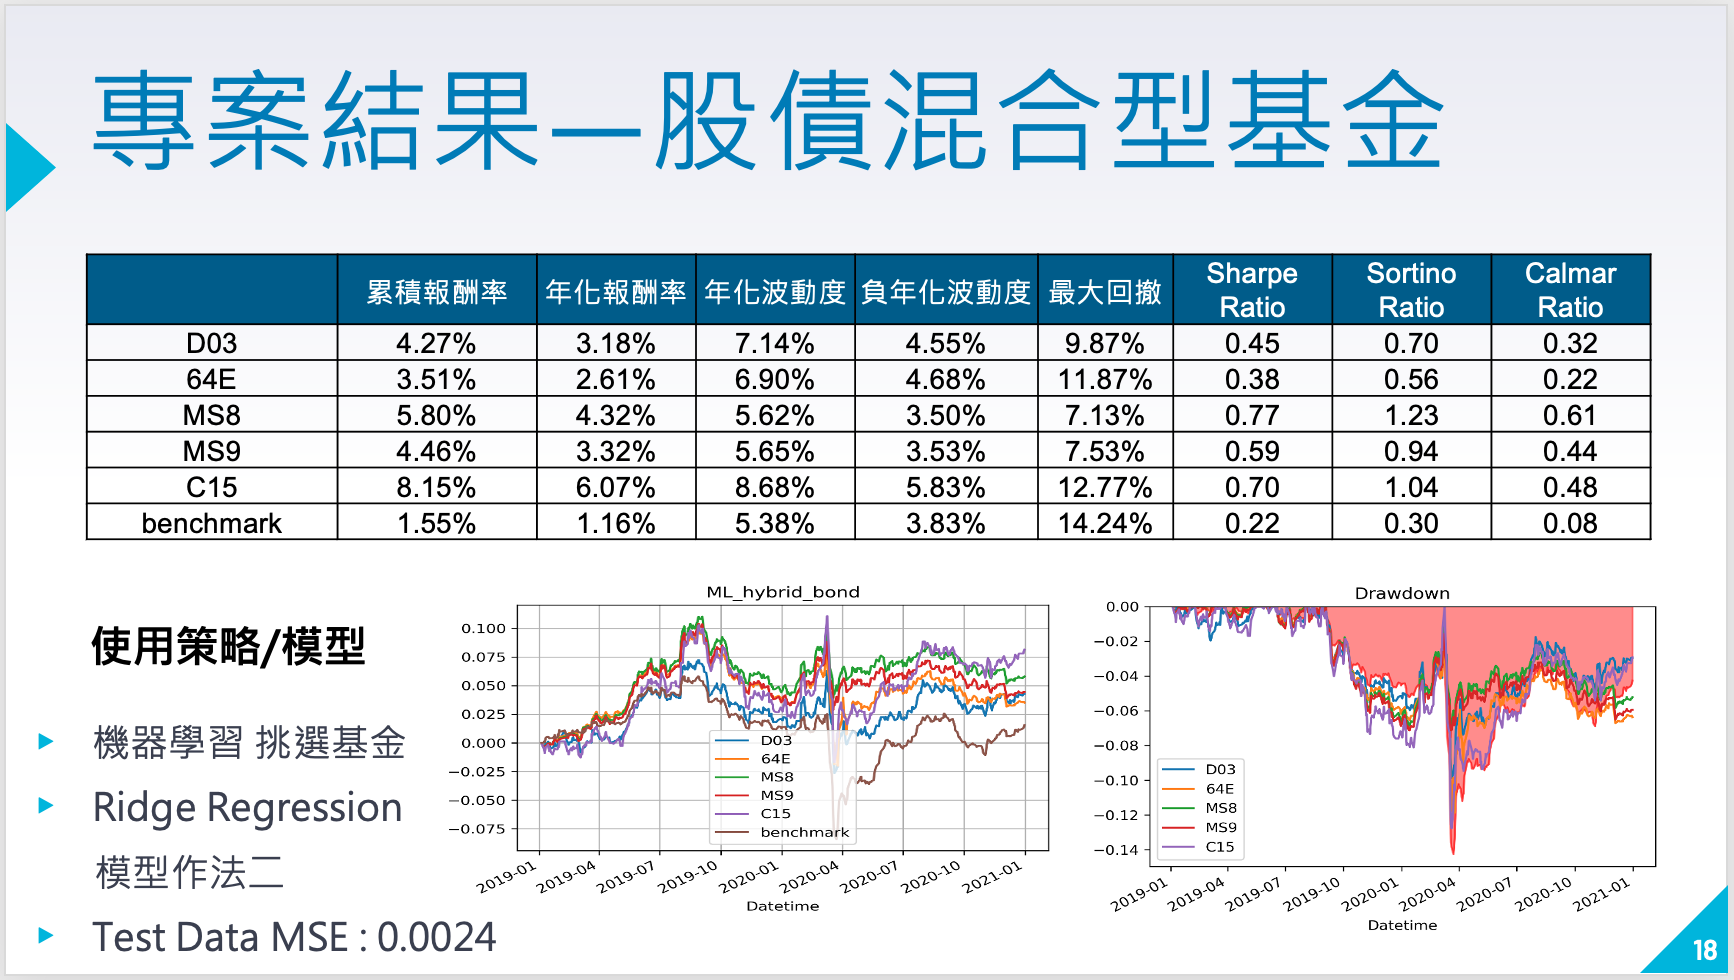 專案結果—股債混合型基金
累積報酬率 年化報酬率 年化波動度 負年化波動度 最大回撤 Sharpe Ratio Sortino Ratio Calmar Ratio
D03 4.27% 3.18% 7.14% 4.55% 9.87% 0.45 0.70 0.32
64E 3.51% 2.61% 6.90% 4.68% 11.87% 0.38 0.56 0.22
MS8 5.80% 4.32% 5.62% 3.50% 7.13% 0.77 1.23 0.61
MS9 4.46% 3.32% 5.65% 3.53% 7.53% 0.59 0.94 0.44
C15 8.15% 6.07% 8.68% 5.83% 12.77% 0.70 1.04 0.48
benchmark 1.55% 1.16% 5.38% 3.83% 14.24% 0.22 0.30 0.08
使用策略/模型
機器學習 挑選基金
Ridge Regression
模型作法二
Test Data MSE : 0.0024
ML_hybrid_bond
0.100
0.075
0.050
0.025
0.000
−0.025
−0.050
−0.075
D03
64E
MS8
MS9
C15
benchmark
2019-01 2019-04 2019-07 2019-10 2020-01 2020-04 2020-07 2020-10 2021-01
Datetime
Drawdown
0.00
−0.02
−0.04
−0.06
−0.08
−0.10
−0.12
−0.14
D03
64E
MS8
MS9
C15
2019-01 2019-04 2019-07 2019-10 2020-01 2020-04 2020-07 2020-10 2021-01
Datetime
18